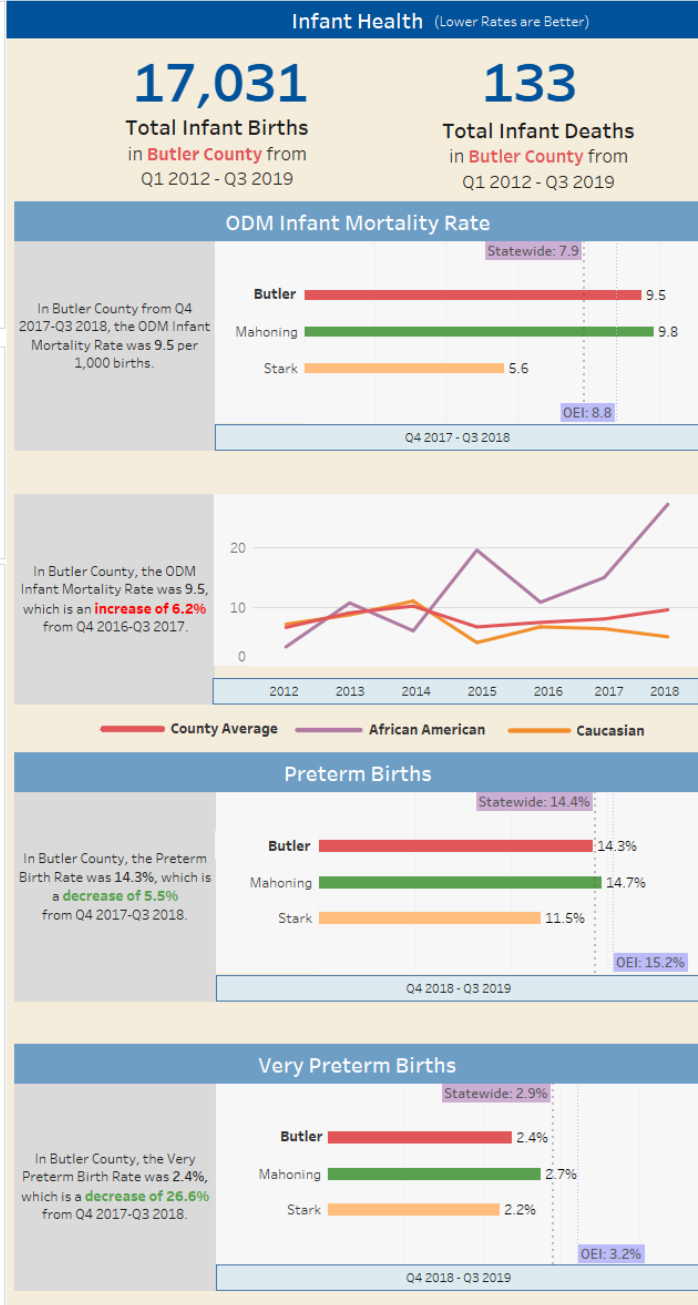 Infant Health (Lower Rates are Better)
17,031
Total Infant Births
in Butler County from
Q1 2012 - Q3 2019
133
Total Infant Deaths
in Butler County from
Q1 2012 - Q3 2019
ODM Infant Mortality Rate
In Butler County from Q4
2017-Q3 2018, the ODM Infant
Mortality Rate was 9.5 per
1,000 births.
Statewide: 7.9
Butler 9.5
Mahoning 9.8
Stark 5.6
OEI: 8.8
Q4 2017 - Q3 2018
In Butler County, the ODM
Infant Mortality Rate was 9.5,
which is an increase of 6.2%
from Q4 2016-Q3 2017.
20
10
0
2012 2013 2014 2015 2016 2017 2018
County Average African American Caucasian
Preterm Births
In Butler County, the Preterm
Birth Rate was 14.3%, which is
a decrease of 5.5%
from Q4 2017-Q3 2018.
Statewide: 14.4%
Butler 14.3%
Mahoning 14.7%
Stark 11.5%
OEI: 15.2%
Q4 2018 - Q3 2019
Very Preterm Births
In Butler County, the Very
Preterm Birth Rate was 2.4%,
which is a decrease of 26.6%
from Q4 2017-Q3 2018.
Statewide: 2.9%
Butler 2.4%
Mahoning 2.7%
Stark 2.2%
OEI: 3.2%
Q4 2018 - Q3 2019